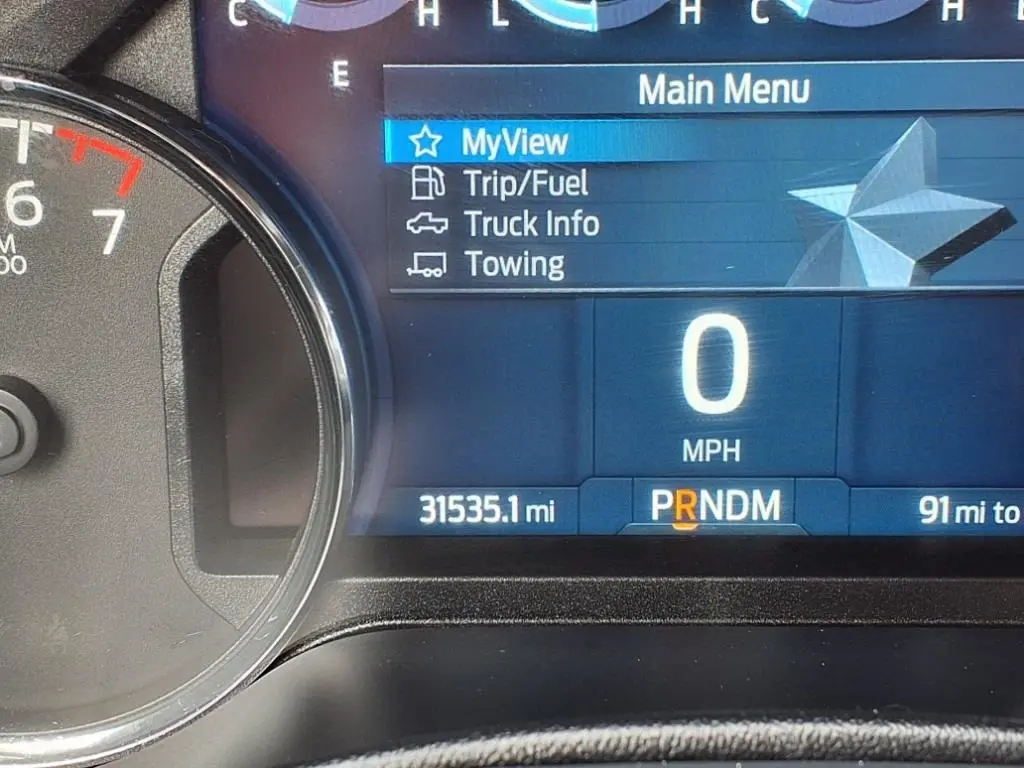 C H L H C H
E
Main Menu
MyView
Trip/Fuel
Truck Info
Towing
6
7
0
MPH
31535.1 mi
PRNDM
91 mi to